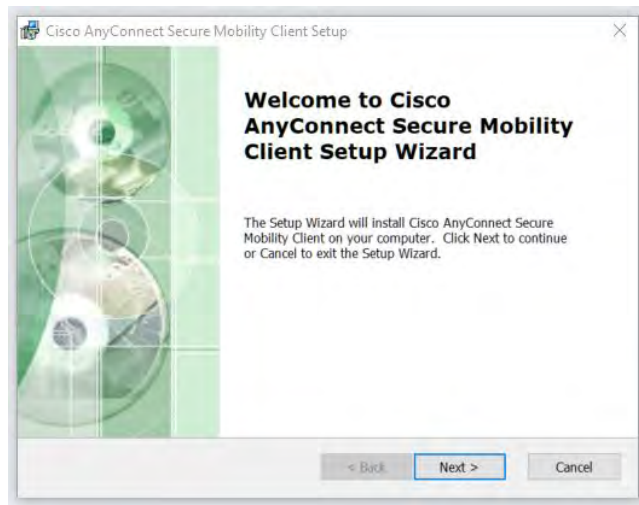 Cisco AnyConnect Secure Mobility Client Setup
Welcome to Cisco
AnyConnect Secure Mobility
Client Setup Wizard
The Setup Wizard will install Cisco AnyConnect Secure
Mobility Client on your computer. Click Next to continue
or Cancel to exit the Setup Wizard.
< Back Next > Cancel